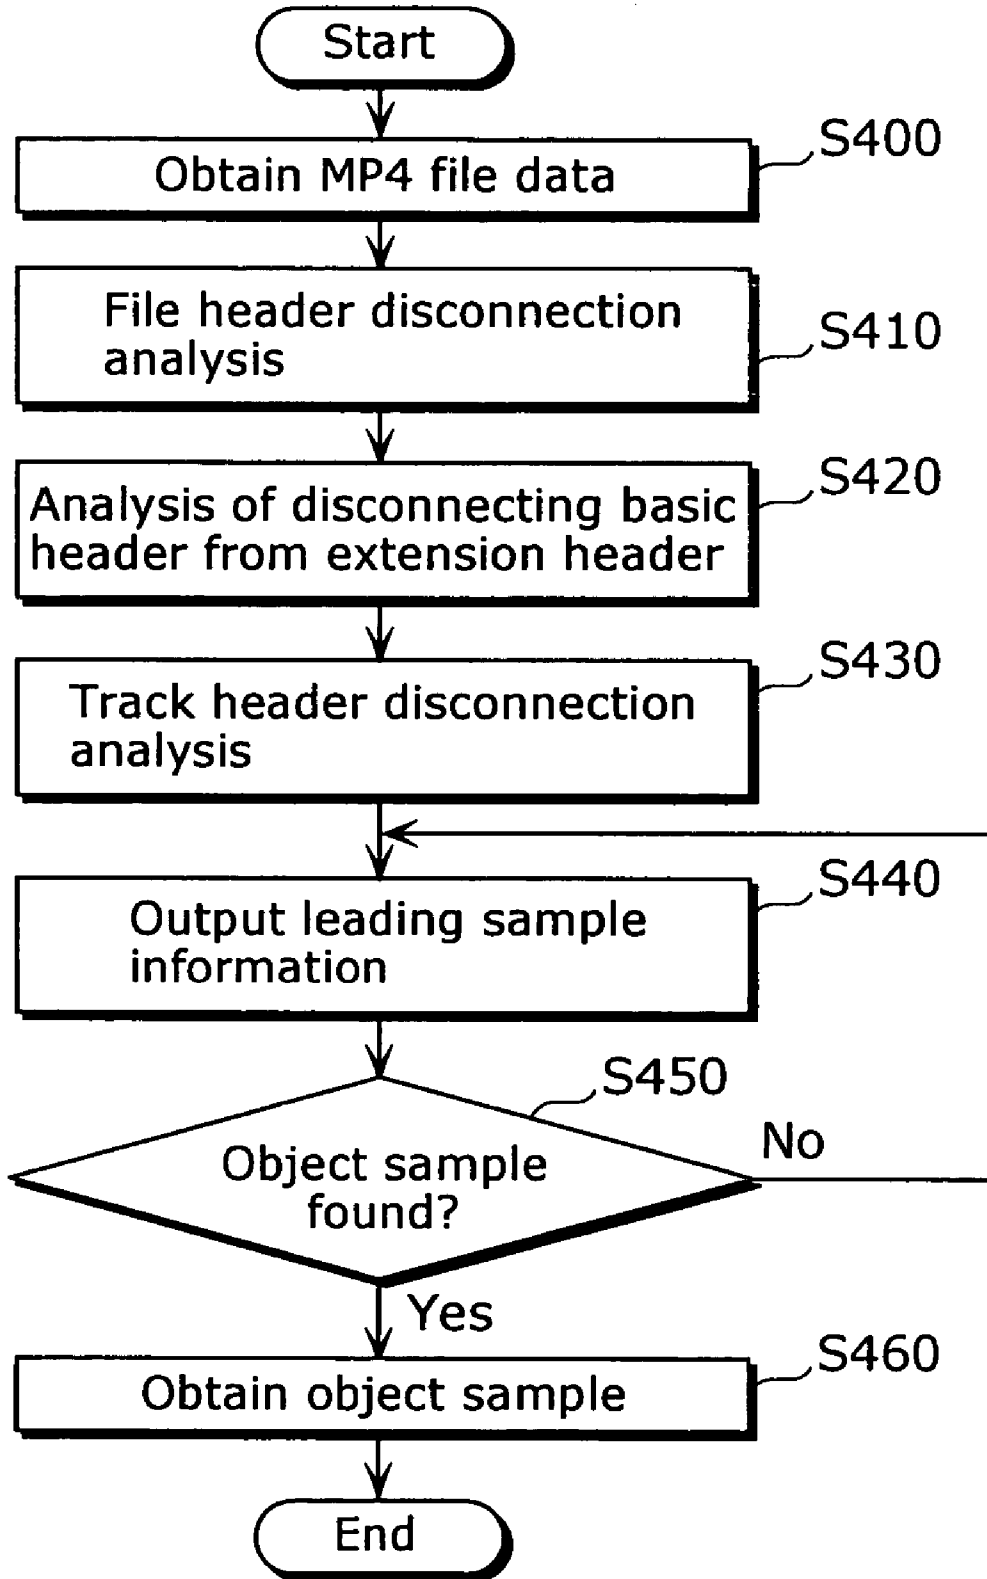 Start
S400
Obtain MP4 file data
File header disconnection
analysis
S410
S420
Analysis of disconnecting basic
header from extension header
S430
Track header disconnection
analysis
S440
Output leading sample
information
S450
Object sample
found?
No
Yes
S460
Obtain object sample
End